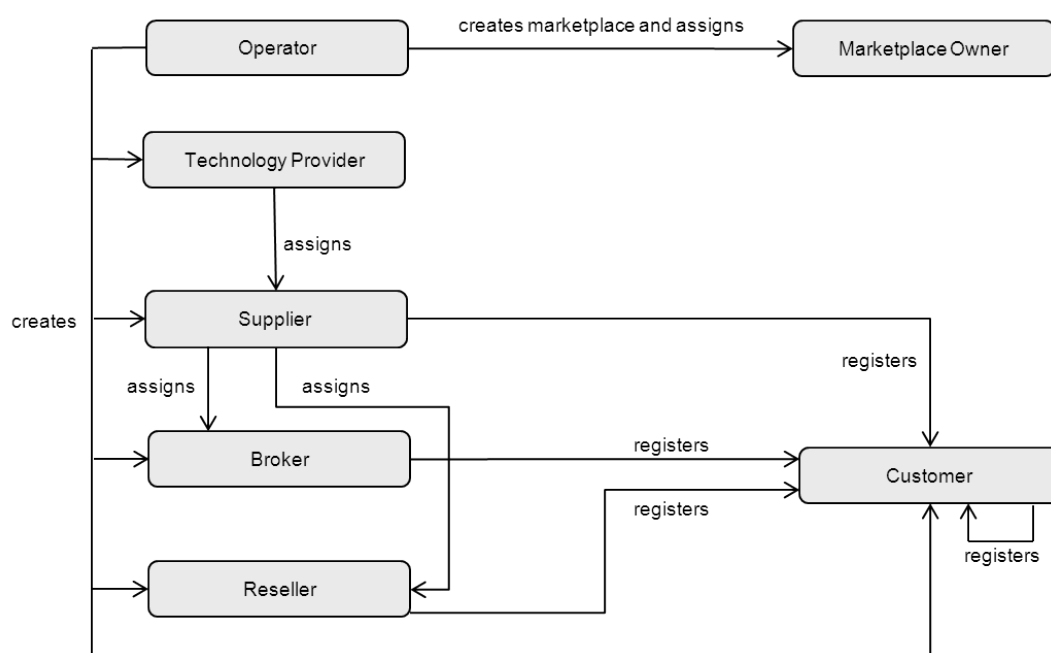 creates marketplace and assigns
Operator
Marketplace Owner
Technology Provider
assigns
creates
Supplier
registers
assigns
assigns
Broker
registers
Customer
registers
registers
Reseller